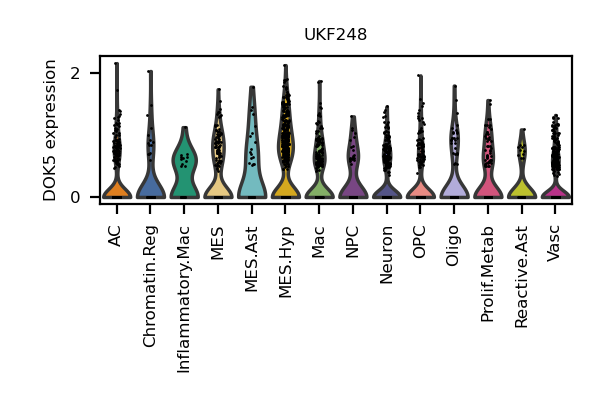 UKF248
DOK5 expression
2
0
AC
Chromatin.Reg
Inflammatory.Mac
MES
MES.Ast
MES.Hyp
Mac
NPC
Neuron
OPC
Oligo
Prolif.Metab
Reactive.Ast
Vasc